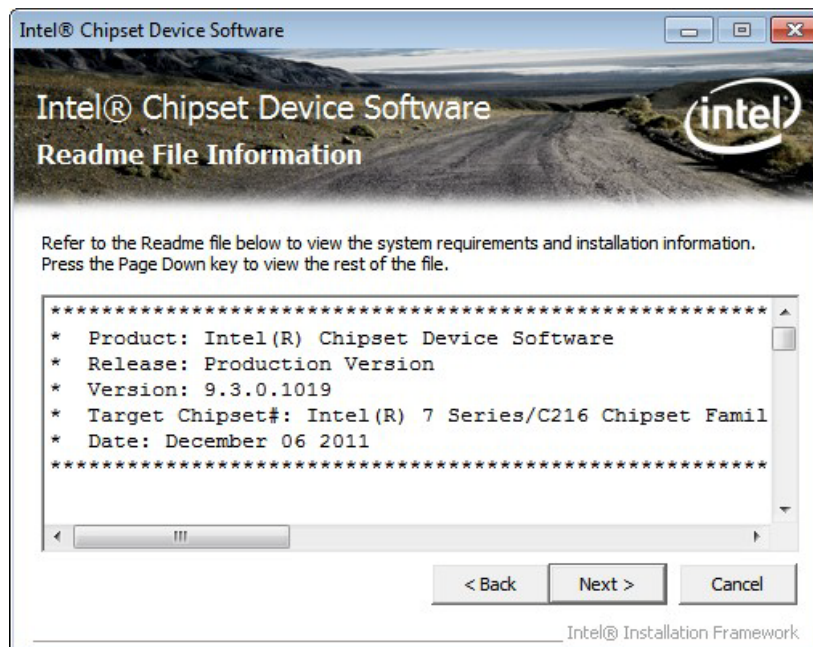 Intel® Chipset Device Software
Intel® Chipset Device Software
intel
Readme File Information
Refer to the Readme file below to view the system requirements and installation information.
Press the Page Down key to view the rest of the file.
************************************************************
* Product: Intel(R) Chipset Device Software
* Release: Production Version
* Version: 9.3.0.1019
* Target Chipset#: Intel(R) 7 Series/C216 Chipset Famil
* Date: December 06 2011
************************************************************
< Back Next > Cancel
Intel® Installation Framework